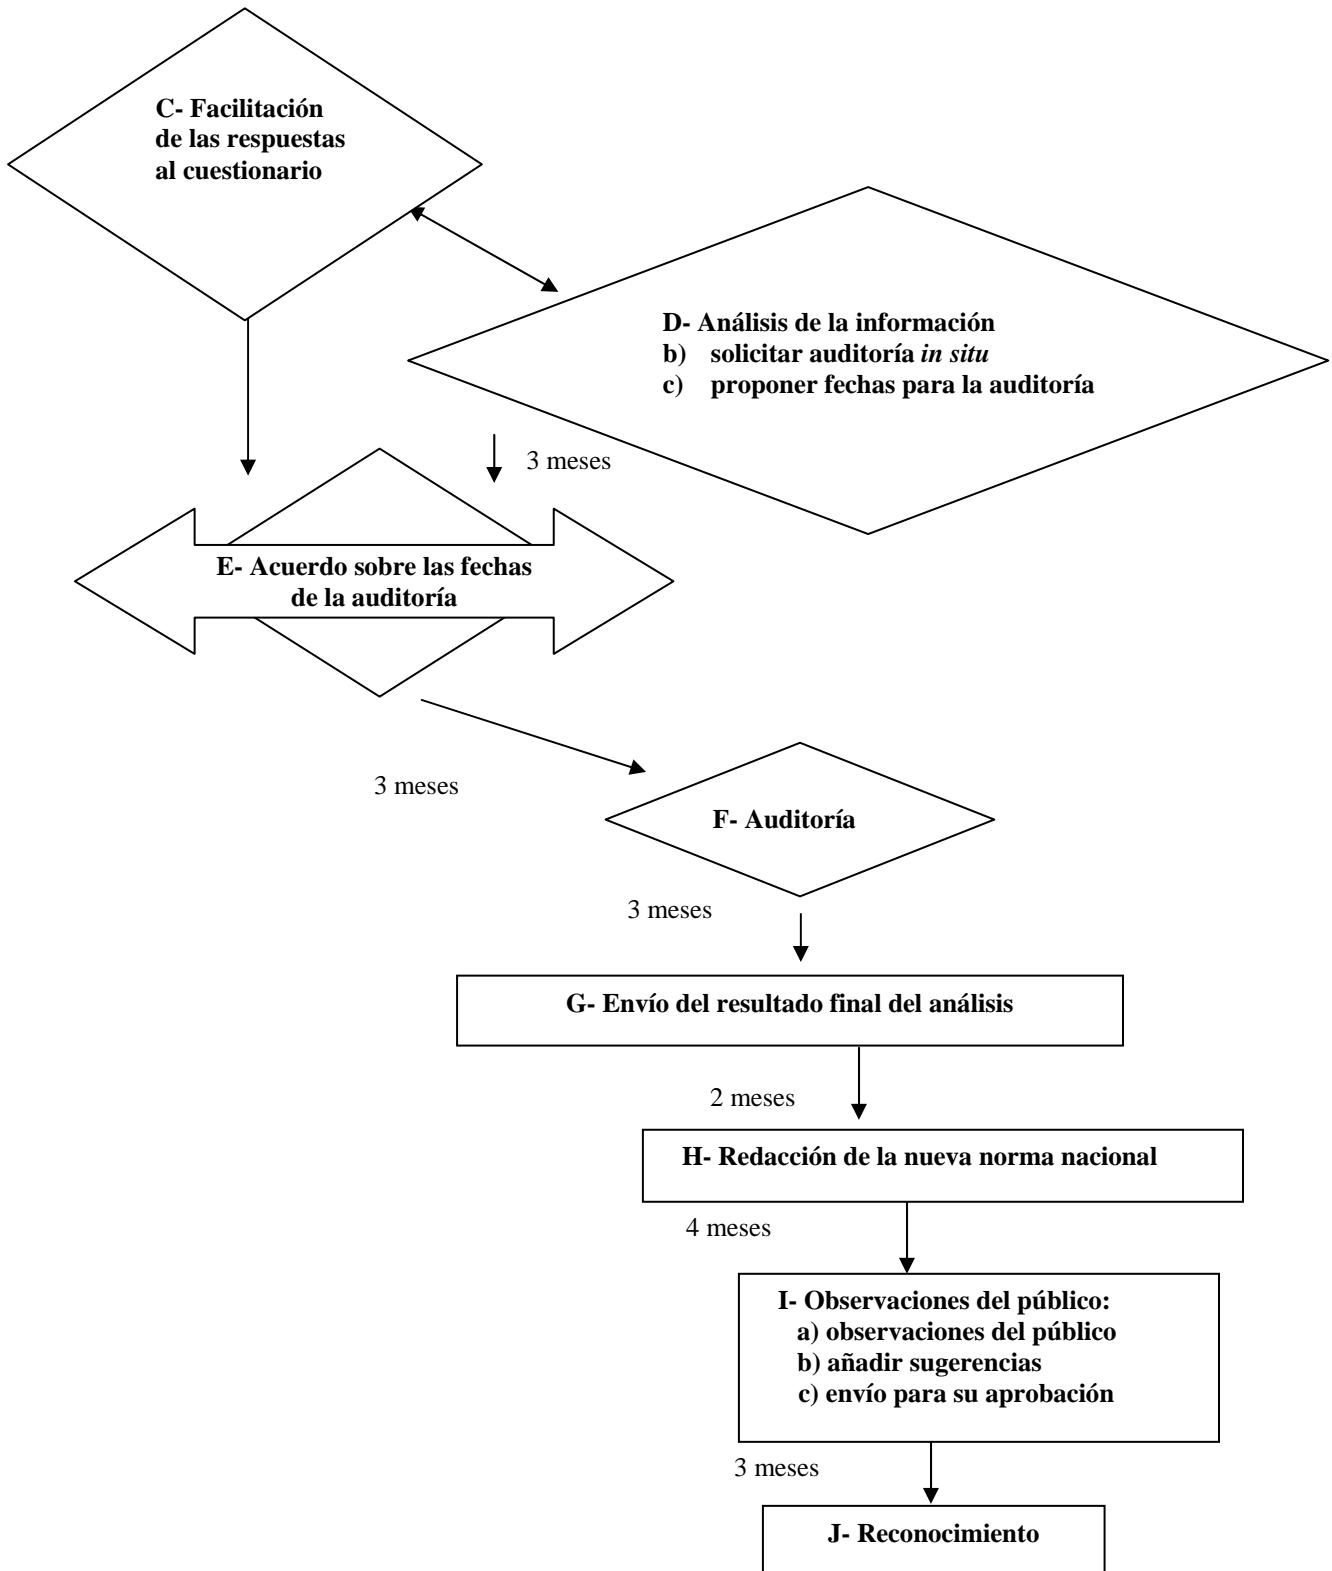 C- Facilitación
de las respuestas
al cuestionario
D- Análisis de la información
b) solicitar auditoría in situ
c) proponer fechas para la auditoría
3 meses
E- Acuerdo sobre las fechas
de la auditoría
3 meses
F- Auditoría
3 meses
G- Envío del resultado final del análisis
2 meses
H- Redacción de la nueva norma nacional
4 meses
I- Observaciones del público:
a) observaciones del público
b) añadir sugerencias
c) envío para su aprobación
3 meses
J- Reconocimiento